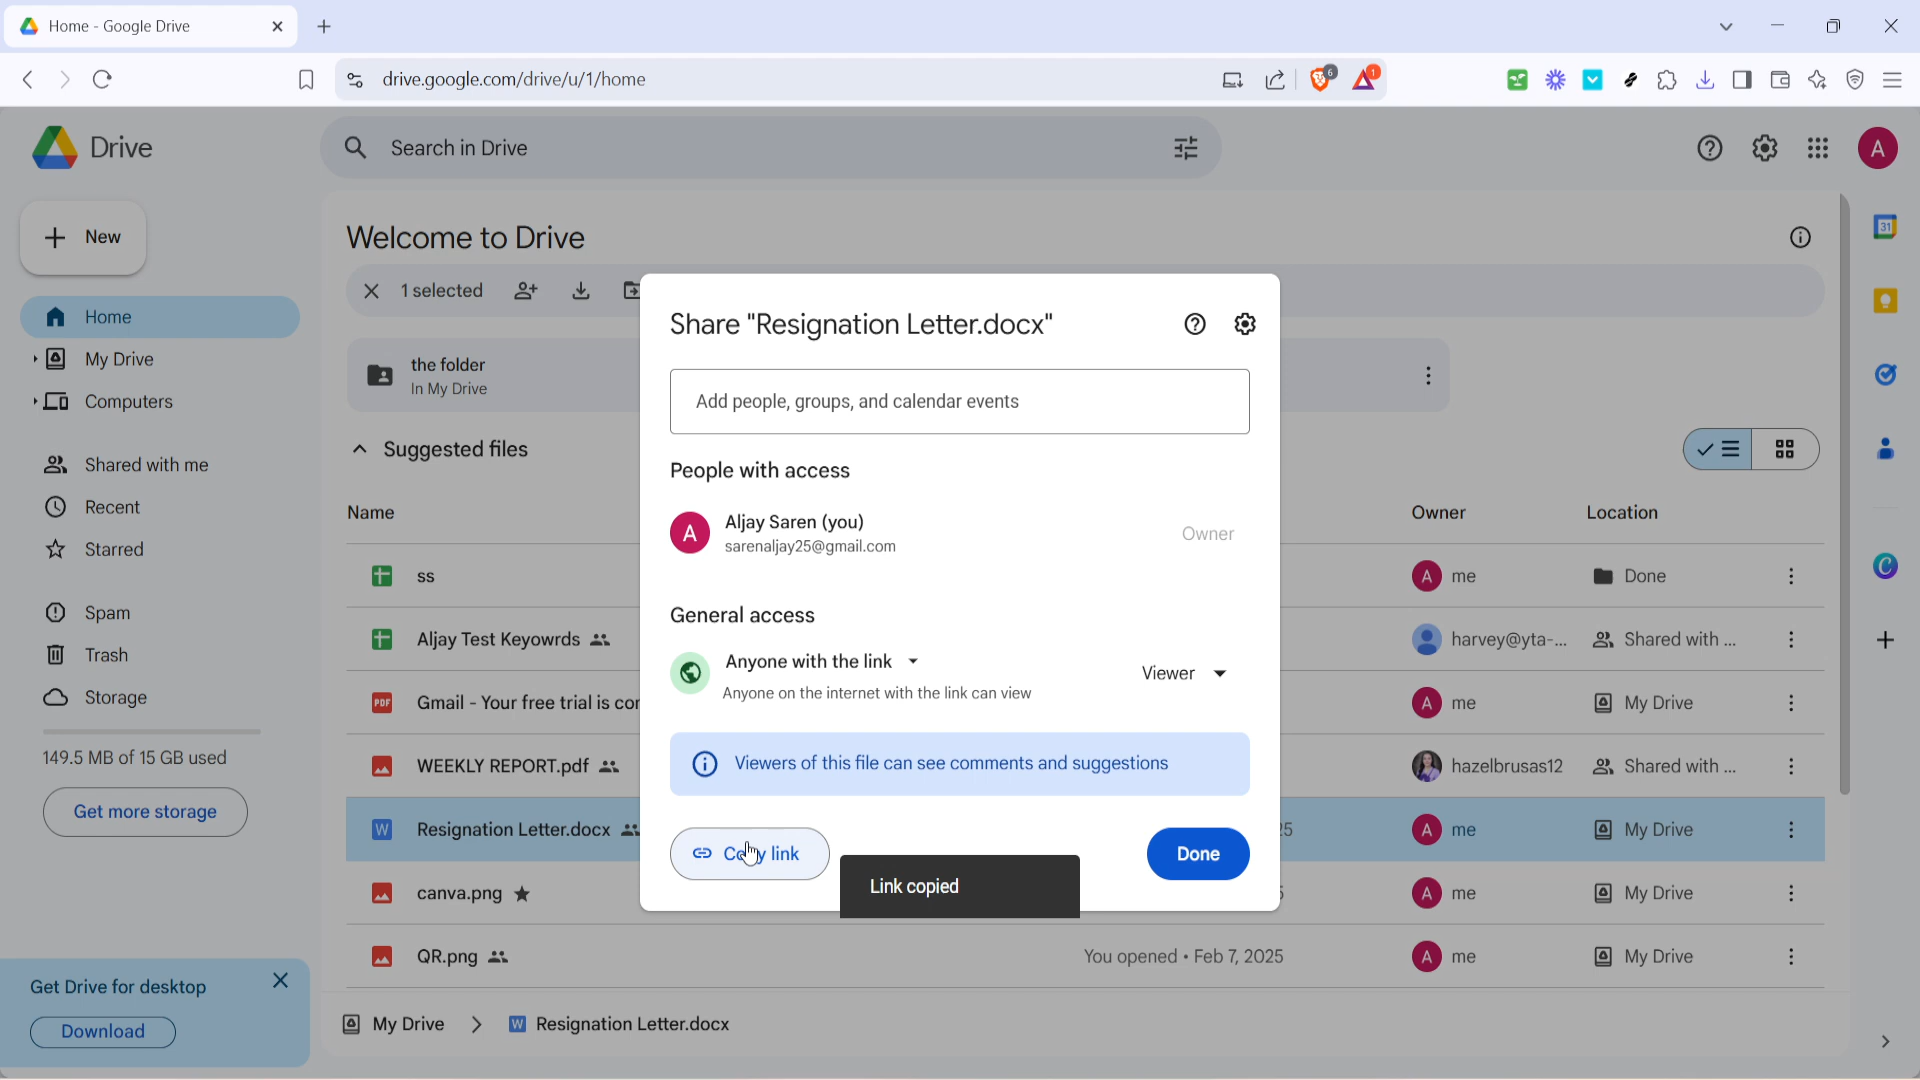 Home - Google Drive
drive.google.com/drive/u/1/home
6
1
Drive
Search in Drive
A
New
Welcome to Drive
31
1 selected
Home
My Drive
Computers
Shared with me
Recent
Starred
Spam
Trash
Storage
149.5 MB of 15 GB used
Get more storage
Get Drive for desktop
Download
the folder
In My Drive
Suggested files
Name
Owner
Location
ss
A me
Done
Aljay Test Keyowrds
harvey@yta-...
Shared with ...
PDF
Gmail - Your free trial is
A me
My Drive
WEEKLY REPORT.pdf
hazelbrusas12
Shared with ...
W Resignation Letter.docx
A me
My Drive
canva.png
A me
My Drive
QR.png
You opened • Feb 7, 2025
A me
My Drive
My Drive
W Resignation Letter.docx
Share "Resignation Letter.docx"
Add people, groups, and calendar events
People with access
A
Aljay Saren (you)
sarenaljay25@gmail.com
Owner
General access
Anyone with the link
Anyone on the internet with the link can view
Viewer
Viewers of this file can see comments and suggestions
link
Done
Link copied